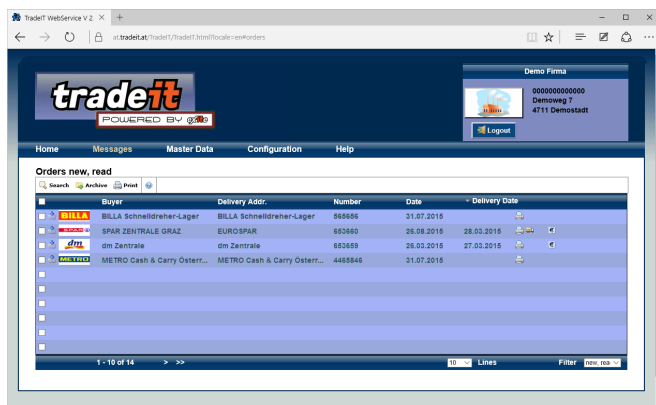 TradeIT WebService V 2.
at.tradeit.at/TradeIT/TradeIT.html?locale=en#orders
tradeit
POWERED BY
Demo Firma
0000000000000
Demoweg 7
4711 Demostadt
Logout
Home Messages Master Data Configuration Help
Orders new, read
Search Archive Print
Buyer Delivery Addr. Number Date Delivery Date
BILLA BILLA Schnelldreher-Lager BILLA Schnelldreher-Lager 565656 31.07.2015
SPAR SPAR ZENTRALE GRAZ EUROSPAR 653660 26.08.2015 28.03.2015
dm dm Zentrale dm Zentrale 653659 26.03.2015 27.03.2015
METRO METRO Cash & Carry Österr... METRO Cash & Carry Österr... 4465846 31.07.2015
1 - 10 of 14 > >> 10 Lines Filter new, rea